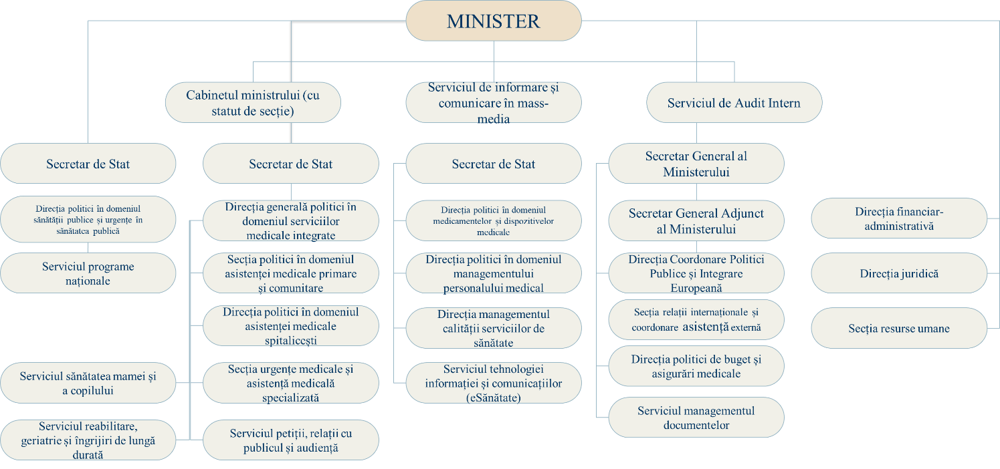 MINISTER
Cabinetul ministrului (cu
statut de secție)
Serviciul de informare și
comunicare în mass-
media
Serviciul de Audit Intern
Secretar de Stat
Secretar de Stat
Secretar de Stat
Secretar General al
Ministerului
Direcția politici în domeniul
sănătății publice și urgențe în
sănătatea publică
Direcția generală politici în
domeniul serviciilor
medicale integrate
Direcția politici în domeniul
medicamentelor și dispozitivelor
medicale
Secretar General Adjunct
al Ministerului
Direcția financiar-
administrativă
Serviciul programe
naționale
Secția politici în domeniul
asistenței medicale primare
și comunitare
Direcția politici în domeniul
managementului
personalului medical
Direcția Coordonare Politici
Publice și Integrare
Europeană
Direcția juridică
Direcția politici în domeniul
asistenței medicale
spitalicești
Direcția managementul
calității serviciilor de
sănătate
Secția relații internaționale și
coordonare asistență externă
Secția resurse umane
Serviciul sănătatea mamei și
a copilului
Secția urgențe medicale și
asistență medicală
specializată
Serviciul tehnologiei
informației și comunicațiilor
(eSănătate)
Direcția politici de buget și
asigurări medicale
Serviciul reabilitare,
geriatrie și îngrijiri de lungă
durată
Serviciul petiții, relații cu
publicul și audiență
Serviciul managementul
documentelor